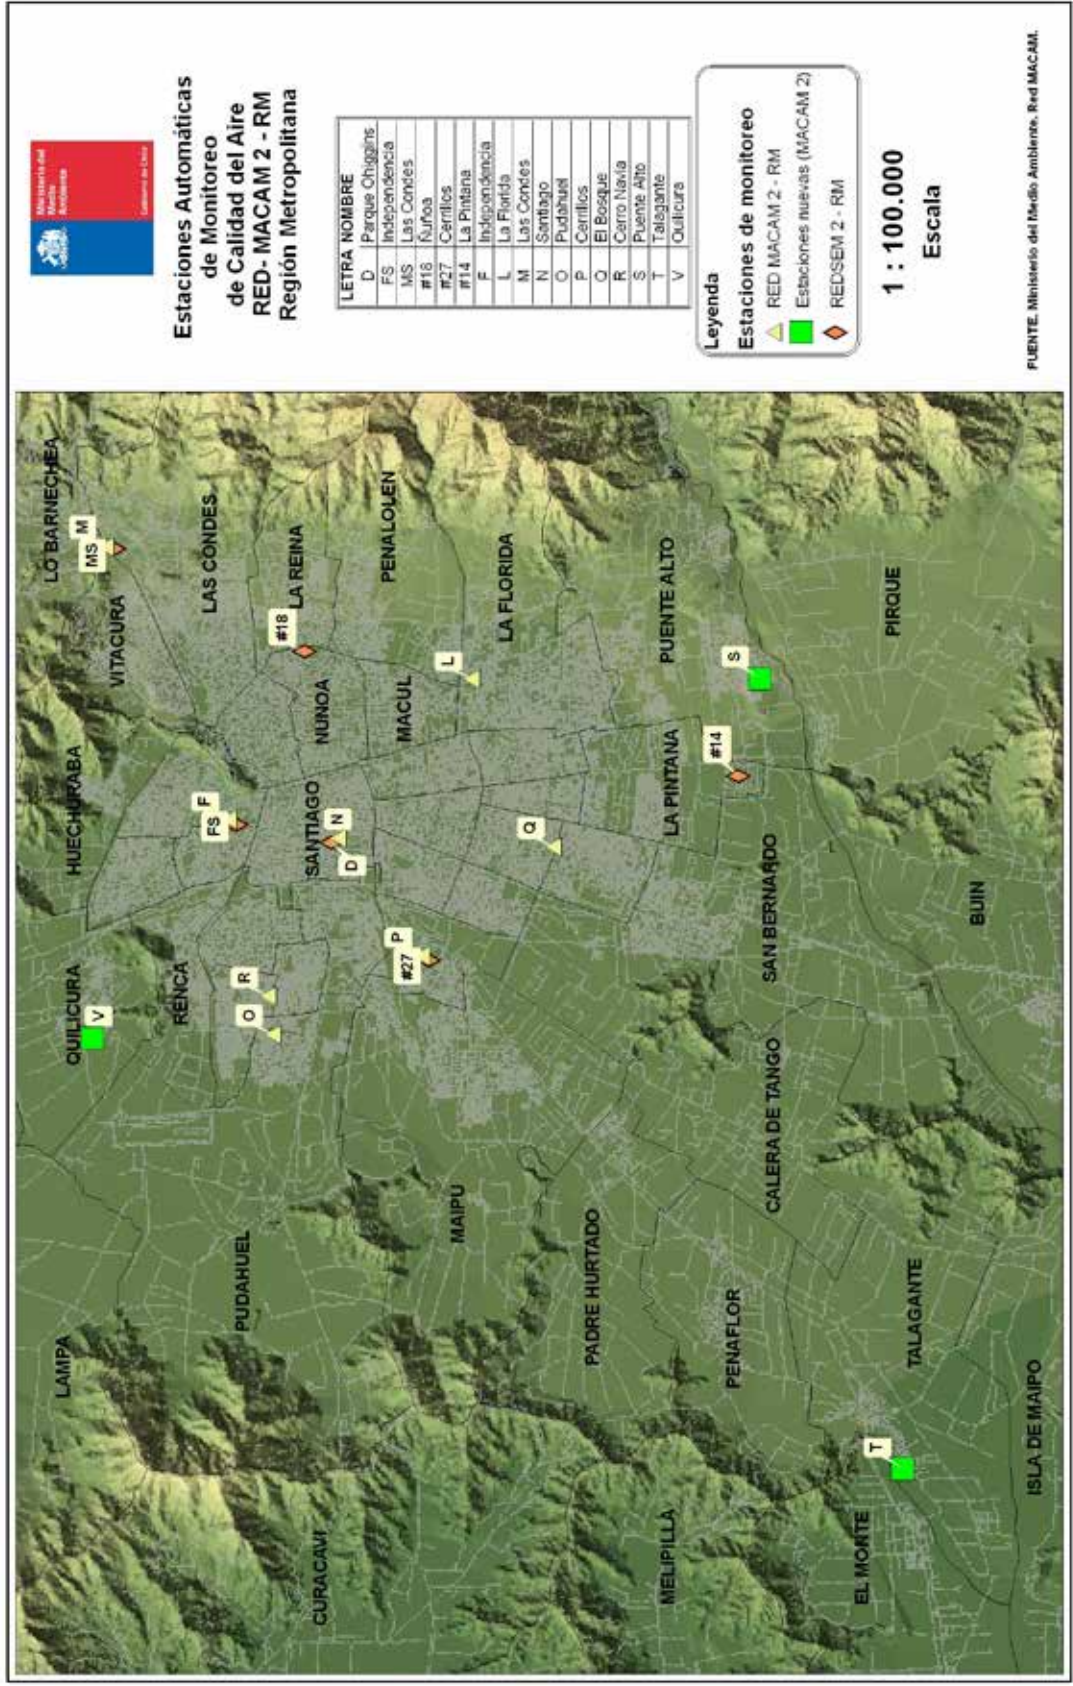 Ministerio del
Medio
Ambiente
Gobierno de Chile
Estaciones Automáticas
de Monitoreo
de Calidad del Aire
RED- MACAM 2 - RM
Región Metropolitana
LETRA NOMBRE
D Parque Ohiggins
FS Independencia
MS Las Condes
#18 Ñuñoa
#27 Cerrillos
#14 La Pintana
F Independencia
L La Florida
M Las Condes
N Santiago
O Pudahuel
P Cerrillos
Q El Bosque
R Cerro Navia
S Puente Alto
T Talagante
V Quilicura
Leyenda
Estaciones de monitoreo
RED MACAM 2 - RM
Estaciones nuevas (MACAM 2)
REDSEM 2 - RM
1 : 100.000
Escala
FUENTE. Ministerio del Medio Ambiente. Red MACAM.
LAMPA
QUILICURA
V
HUECHURABA
VITACURA
LO BARNECHEA
MS
M
LAS CONDES
RENCA
FS
F
PUDAHUEL
O
R
#18
LA REINA
CURACAVI
SANTIAGO
D
N
NUNOA
PENALOLEN
MAIPU
#27
P
MACUL
L
LA FLORIDA
Q
PADRE HURTADO
MELIPILLA
LA PINTANA
#14
PUENTE ALTO
S
PENAFLOR
CALERA DE TANGO
SAN BERNARDO
EL MONTE
T
TALAGANTE
PIRQUE
BUIN
ISLA DE MAIPO